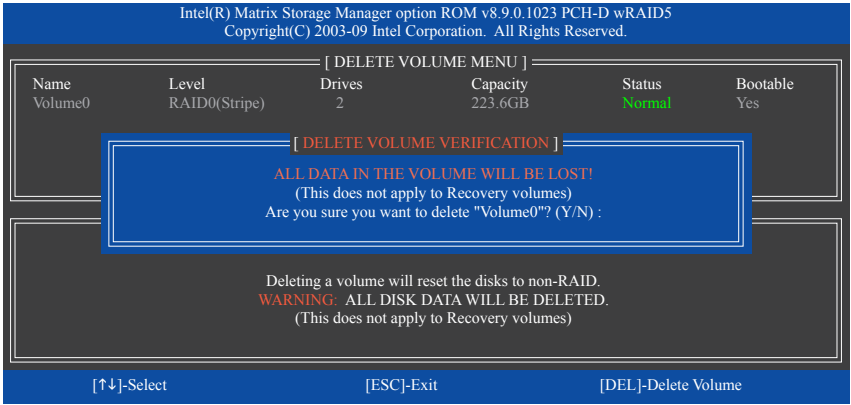 Intel(R) Matrix Storage Manager option ROM v8.9.0.1023 PCH-D wRAID5
Copyright(C) 2003-09 Intel Corporation.  All Rights Reserved.
[ DELETE VOLUME MENU ]
Name Level Drives Capacity Status Bootable
Volume0 RAID0(Stripe) 2 223.6GB Normal Yes
[ DELETE VOLUME VERIFICATION ]
ALL DATA IN THE VOLUME WILL BE LOST!
(This does not apply to Recovery volumes)
Are you sure you want to delete "Volume0"? (Y/N) :
Deleting a volume will reset the disks to non-RAID.
WARNING:  ALL DISK DATA WILL BE DELETED.
(This does not apply to Recovery volumes)
[↑↓]-Select [ESC]-Exit [DEL]-Delete Volume